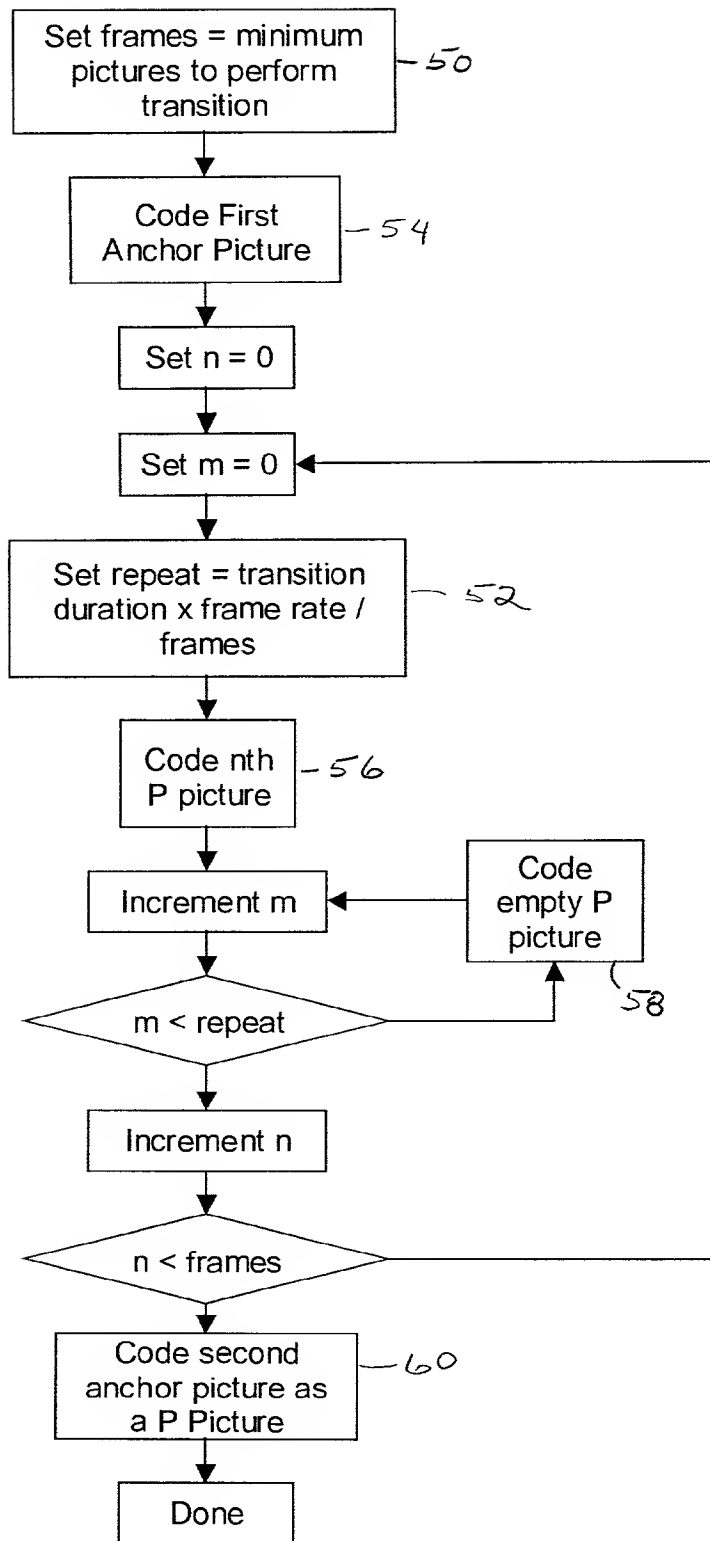 Set frames = minimum
pictures to perform
transition
50
Code First
Anchor Picture
54
Set n = 0
Set m = 0
Set repeat = transition
duration x frame rate /
frames
52
Code nth
P picture
56
Increment m
Code
empty P
picture
58
m < repeat
Increment n
n < frames
Code second
anchor picture as
a P Picture
60
Done